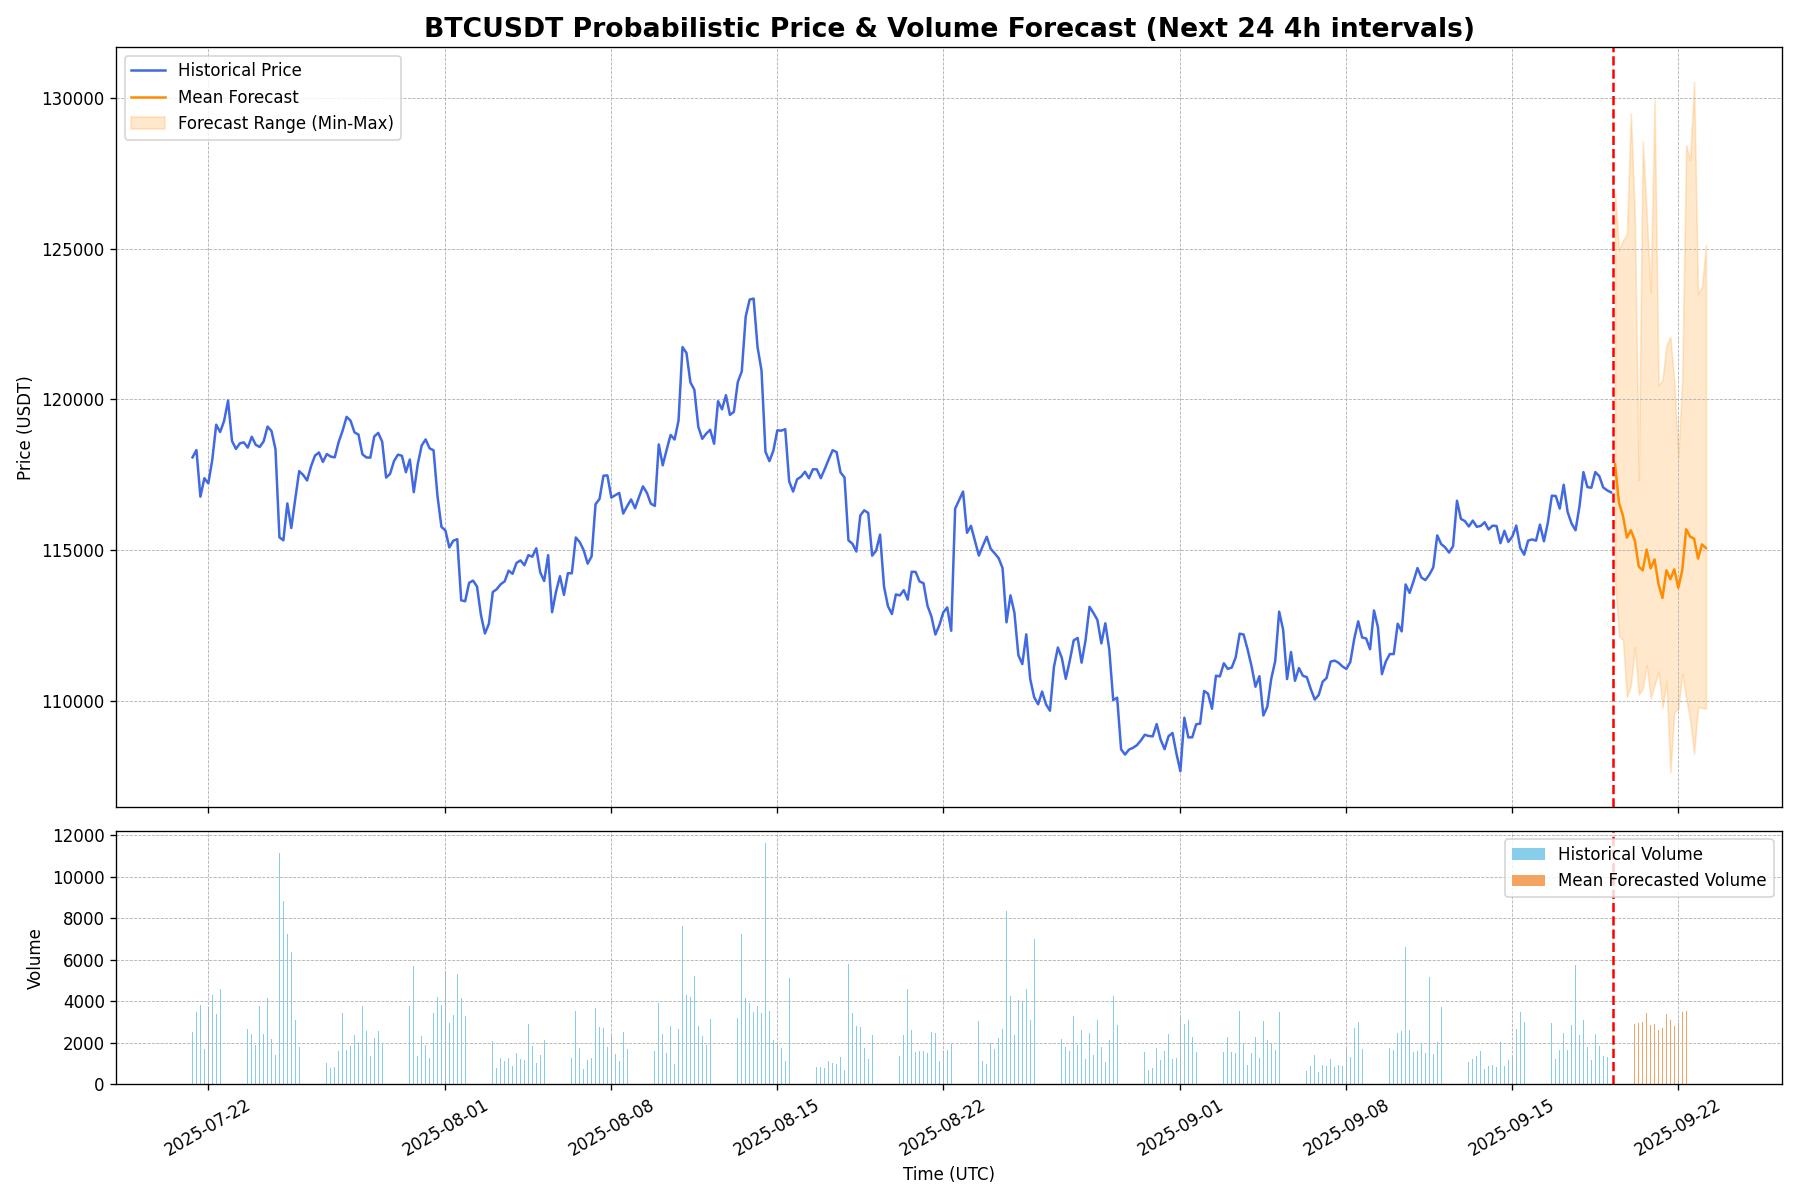 BTCUSDT Probabilistic Price & Volume Forecast (Next 24 4h intervals)
Historical Price
Mean Forecast
Forecast Range (Min-Max)
130000
125000
120000
115000
110000
Price (USDT)
12000
10000
8000
6000
4000
2000
0
Volume
Historical Volume
Mean Forecasted Volume
2025-07-22
2025-08-01
2025-08-08
2025-08-15
2025-08-22
2025-09-01
2025-09-08
2025-09-15
2025-09-22
Time (UTC)